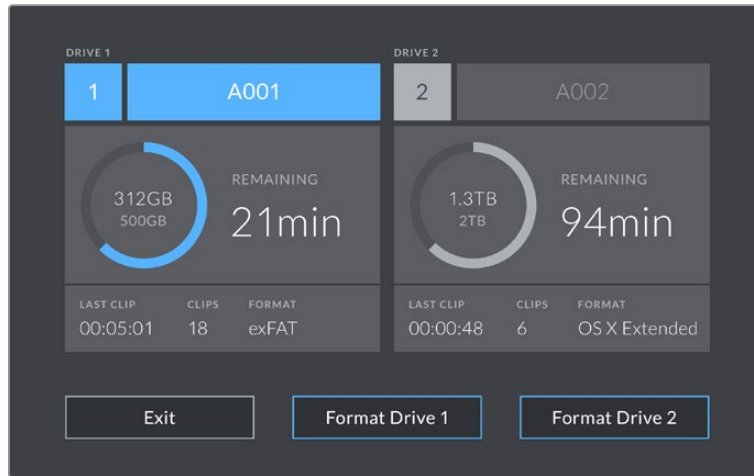 DRIVE 1
1 A001
312GB
500GB
REMAINING
21min
LAST CLIP CLIPS FORMAT
00:05:01 18 exFAT
DRIVE 2
2 A002
1.3TB
2TB
REMAINING
94min
LAST CLIP CLIPS FORMAT
00:00:48 6 OS X Extended
Exit Format Drive 1 Format Drive 2